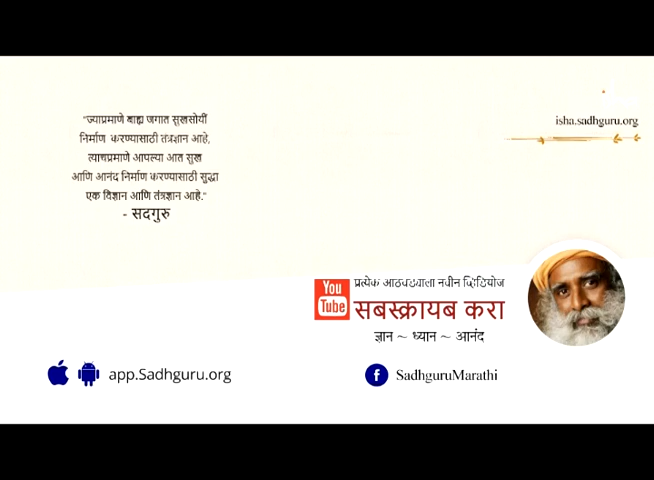 "ज्याप्रमाणे बाह्य जगात सुखसोयीं
निर्माण करण्यासाठी तंत्रज्ञान आहे,
त्याचप्रमाणे आपल्या आत सुख
आणि आनंद निर्माण करण्यासाठी सुद्धा
एक विज्ञान आणि तंत्रज्ञान आहे."
- सदगुरु
isha.sadhguru.org
You
Tube
प्रत्येक आठवड्याला नवीन व्हिडियोज
सबस्क्रायब करा
ज्ञान ~ ध्यान ~ आनंद
app.Sadhguru.org
f
SadhguruMarathi